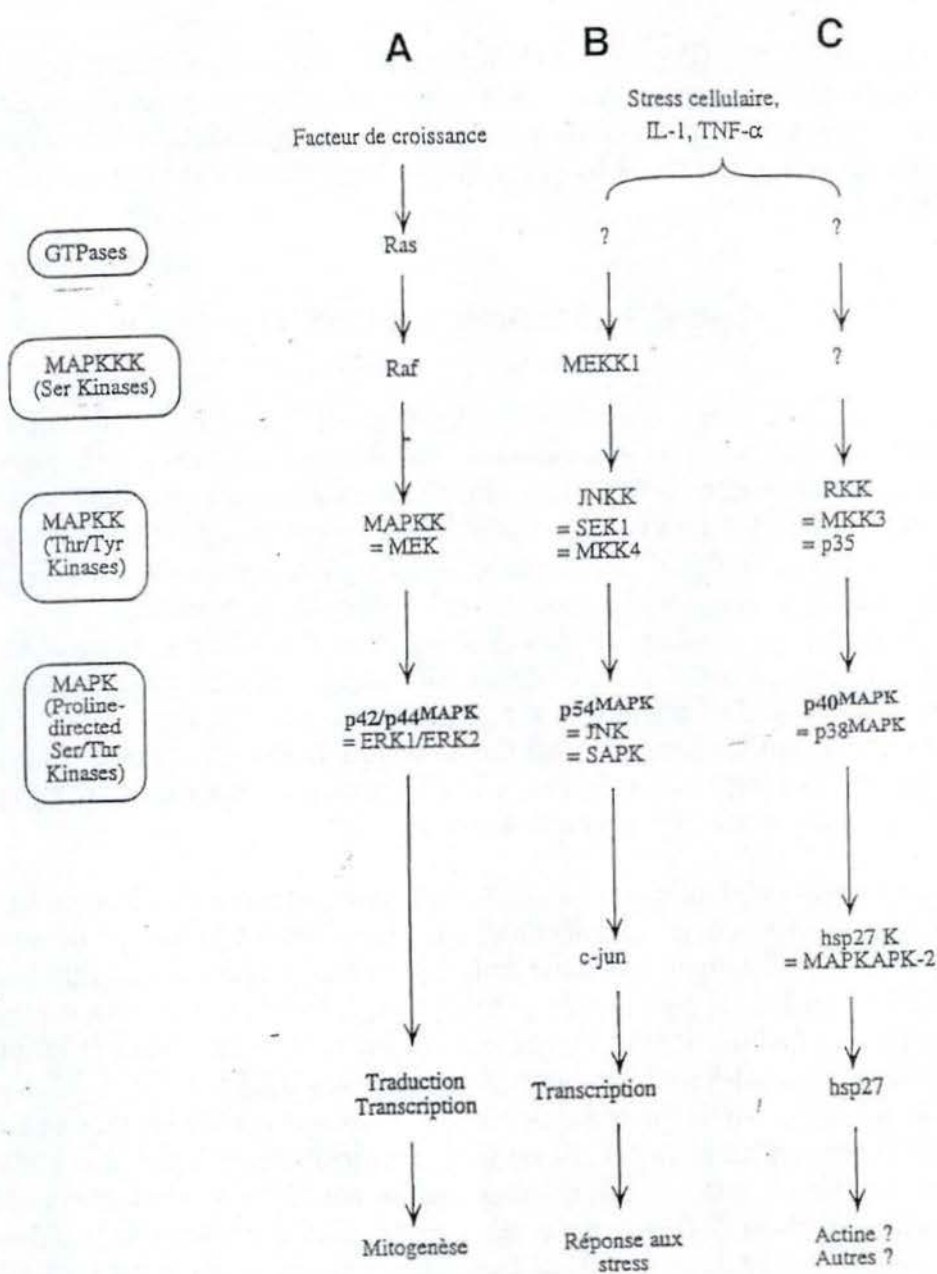 A
B
C
Stress cellulaire,
IL-1, TNF-α
Facteur de croissance
GTPases
Ras
?
?
MAPKKK
(Ser Kinases)
Raf
MEKK1
?
MAPKK
(Thr/Tyr
Kinases)
MAPKK
= MEK
JNKK
= SEK1
= MKK4
RKK
= MKK3
= p35
MAPK
(Proline-
directed
Ser/Thr
Kinases)
p42/p44MAPK
= ERK1/ERK2
p54MAPK
= JNK
= SAPK
p40MAPK
= p38MAPK
c-jun
hsp27 K
= MAPKAPK-2
Traduction
Transcription
Transcription
hsp27
Mitogenèse
Réponse aux
stress
Actine ?
Autres ?